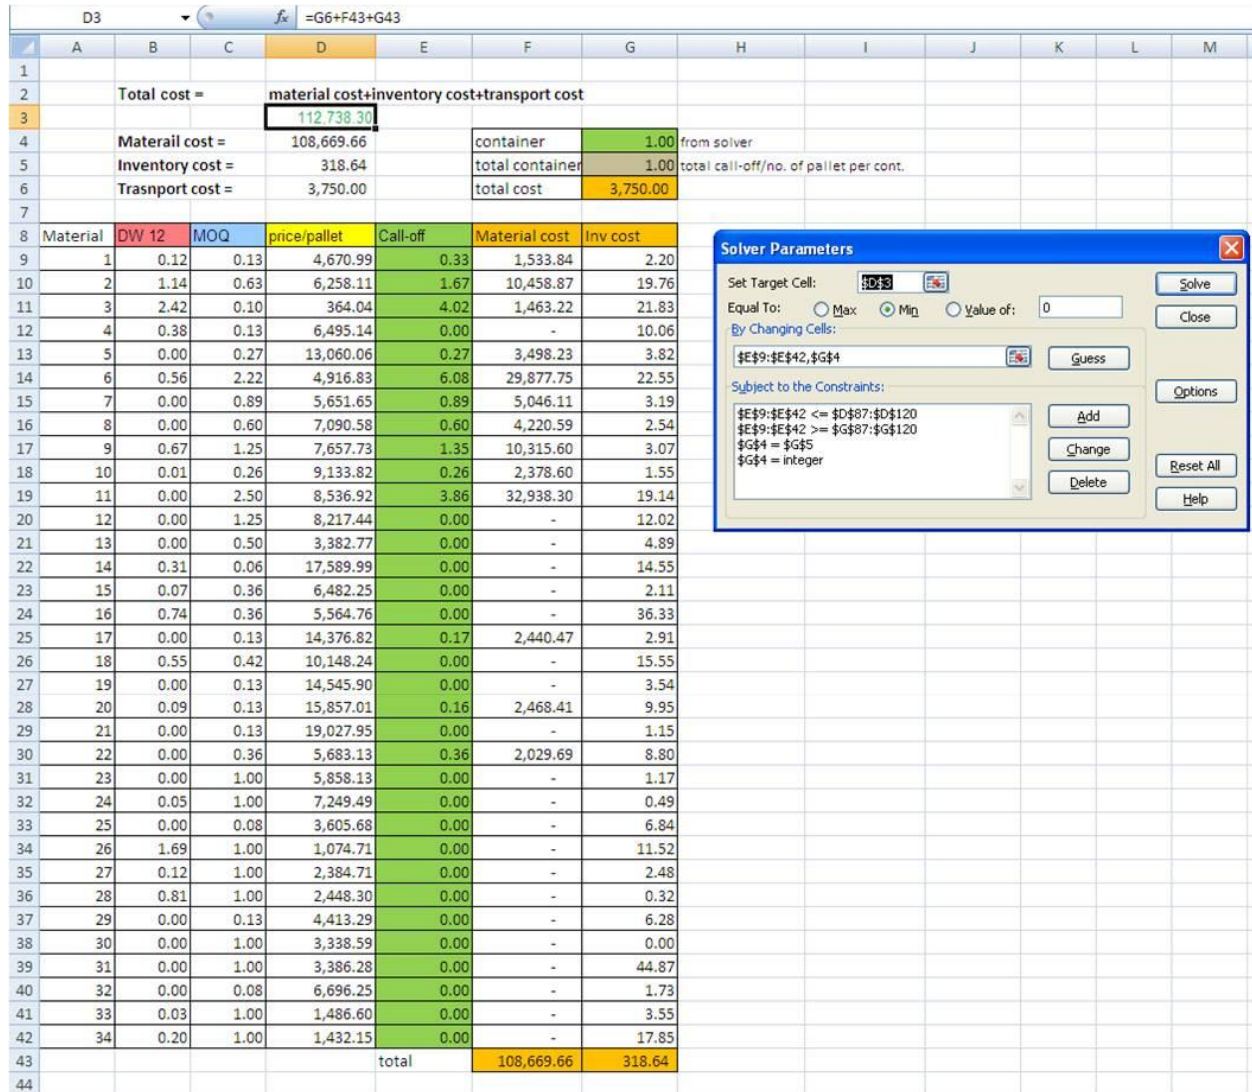 D3 fx =G6+F43+G43
A B C D E F G H I J K L M
1
2 Total cost = material cost+inventory cost+transport cost
3 112,738.30
4 Materail cost = 108,669.66 container 1.00 from solver
5 Inventory cost = 318.64 total container 1.00 total call-off/no. of pallet per cont.
6 Trasnport cost = 3,750.00 total cost 3,750.00
7
8 Material DW 12 MOQ price/pallet Call-off Material cost Inv cost
9 1 0.12 0.13 4,670.99 0.33 1,533.84 2.20
10 2 1.14 0.63 6,258.11 1.67 10,458.87 19.76
11 3 2.42 0.10 364.04 4.02 1,463.22 21.83
12 4 0.38 0.13 6,495.14 0.00 - 10.06
13 5 0.00 0.27 13,060.06 0.27 3,498.23 3.82
14 6 0.56 2.22 4,916.83 6.08 29,877.75 22.55
15 7 0.00 0.89 5,651.65 0.89 5,046.11 3.19
16 8 0.00 0.60 7,090.58 0.60 4,220.59 2.54
17 9 0.67 1.25 7,657.73 1.35 10,315.60 3.07
18 10 0.01 0.26 9,133.82 0.26 2,378.60 1.55
19 11 0.00 2.50 8,536.92 3.86 32,938.30 19.14
20 12 0.00 1.25 8,217.44 0.00 - 12.02
21 13 0.00 0.50 3,382.77 0.00 - 4.89
22 14 0.31 0.06 17,589.99 0.00 - 14.55
23 15 0.07 0.36 6,482.25 0.00 - 2.11
24 16 0.74 0.36 5,564.76 0.00 - 36.33
25 17 0.00 0.13 14,376.82 0.17 2,440.47 2.91
26 18 0.55 0.42 10,148.24 0.00 - 15.55
27 19 0.00 0.13 14,545.90 0.00 - 3.54
28 20 0.09 0.13 15,857.01 0.16 2,468.41 9.95
29 21 0.00 0.13 19,027.95 0.00 - 1.15
30 22 0.00 0.36 5,683.13 0.36 2,029.69 8.80
31 23 0.00 1.00 5,858.13 0.00 - 1.17
32 24 0.05 1.00 7,249.49 0.00 - 0.49
33 25 0.00 0.08 3,605.68 0.00 - 6.84
34 26 1.69 1.00 1,074.71 0.00 - 11.52
35 27 0.12 1.00 2,384.71 0.00 - 2.48
36 28 0.81 1.00 2,448.30 0.00 - 0.32
37 29 0.00 0.13 4,413.29 0.00 - 6.28
38 30 0.00 1.00 3,338.59 0.00 - 0.00
39 31 0.00 1.00 3,386.28 0.00 - 44.87
40 32 0.00 0.08 6,696.25 0.00 - 1.73
41 33 0.03 1.00 1,486.60 0.00 - 3.55
42 34 0.20 1.00 1,432.15 0.00 - 17.85
43 total 108,669.66 318.64
44
Solver Parameters
Set Target Cell: $D$3 Solve
Equal To: Max Min Value of: 0 Close
By Changing Cells:
$E$9:$E$42,$G$4 Guess
Subject to the Constraints: Options
$E$9:$E$42 <= $D$87:$D$120 Add
$E$9:$E$42 >= $G$87:$G$120
$G$4 = $G$5 Change
$G$4 = integer Reset All
Delete
Help